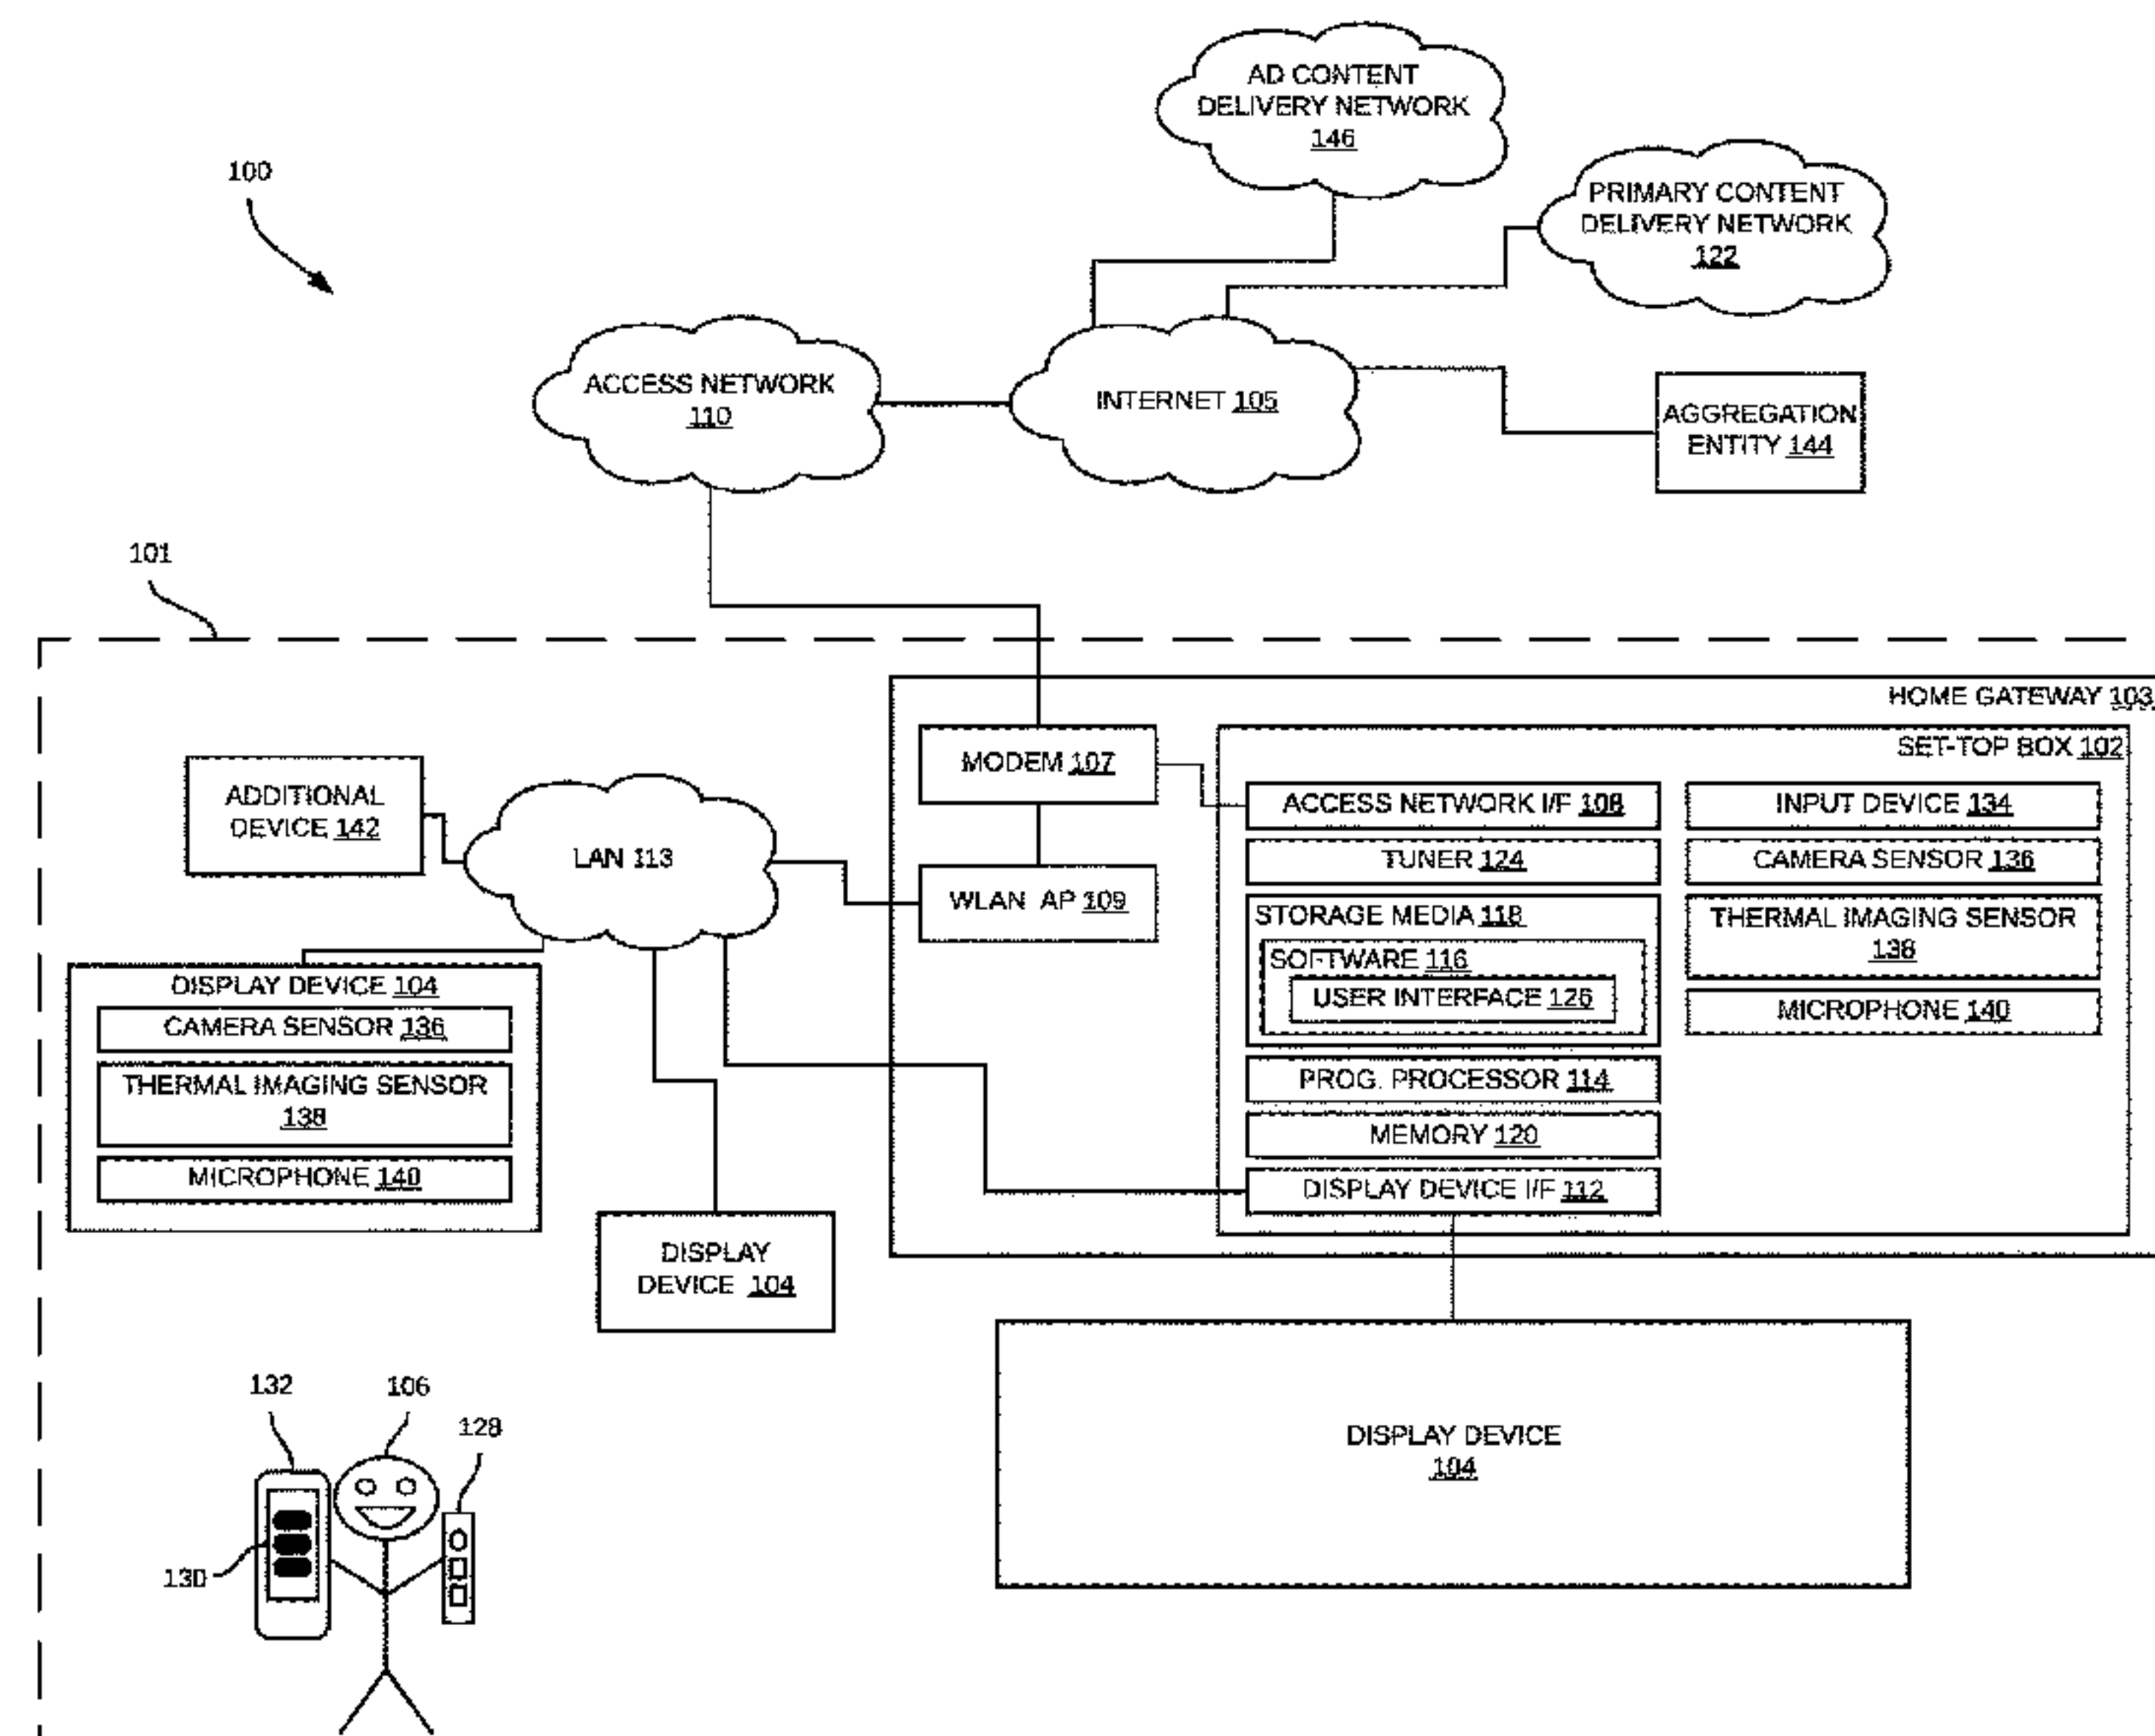 AD CONTENT
DELIVERY NETWORK
146
100
PRIMARY CONTENT
DELIVERY NETWORK
122
ACCESS NETWORK
110
INTERNET 105
AGGREGATION
ENTITY 144
101
HOME GATEWAY 103
SET-TOP BOX 102
MODEM 107
ADDITIONAL
DEVICE 142
LAN 113
WLAN AP 109
ACCESS NETWORK I/F 108
TUNER 124
STORAGE MEDIA 118
SOFTWARE 116
USER INTERFACE 126
PROG. PROCESSOR 114
MEMORY 120
DISPLAY DEVICE I/F 112
INPUT DEVICE 134
CAMERA SENSOR 136
THERMAL IMAGING SENSOR
138
MICROPHONE 140
DISPLAY DEVICE 104
CAMERA SENSOR 136
THERMAL IMAGING SENSOR
138
MICROPHONE 140
DISPLAY
DEVICE 104
DISPLAY DEVICE
104
132
106
128
130